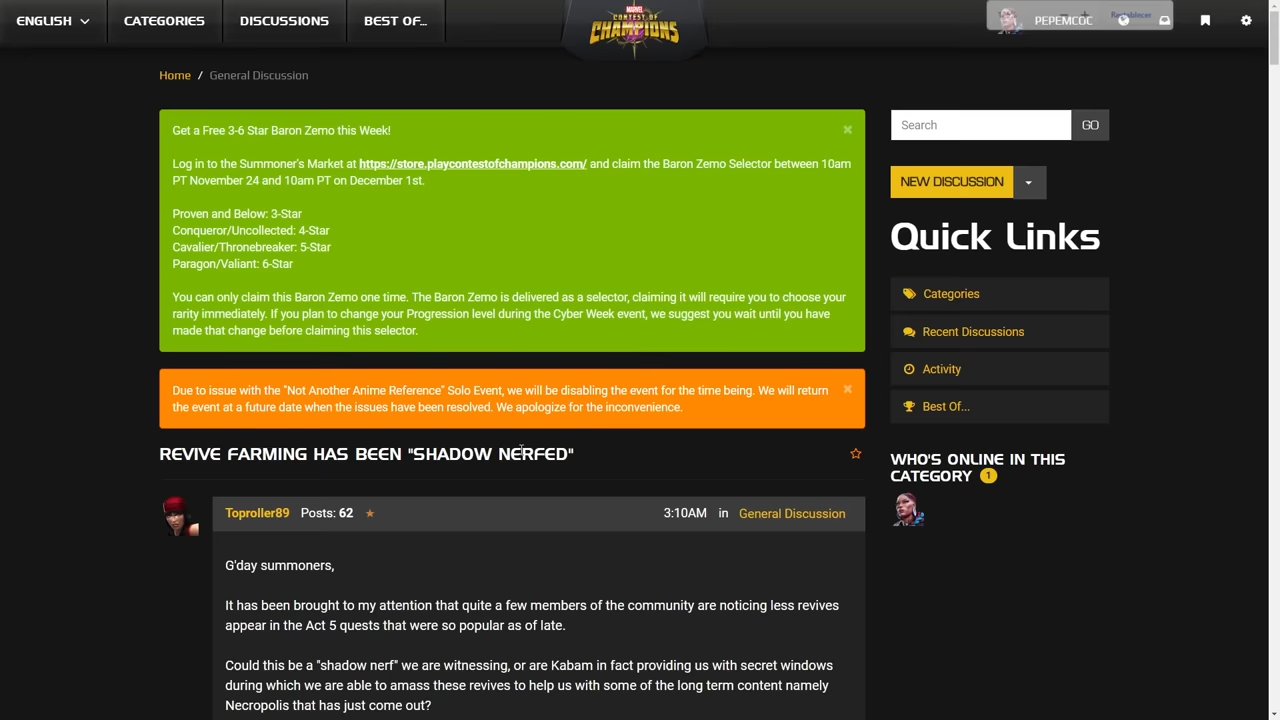 ENGLISH CATEGORIES DISCUSSIONS BEST OF... MARVEL CONTEST OF CHAMPIONS PEPEMCOC
Home / General Discussion
Get a Free 3-6 Star Baron Zemo this Week!
Log in to the Summoner's Market at https://store.playcontestofchampions.com/ and claim the Baron Zemo Selector between 10am
PT November 24 and 10am PT on December 1st.
Proven and Below: 3-Star
Conqueror/Uncollected: 4-Star
Cavalier/Thronebreaker: 5-Star
Paragon/Valiant: 6-Star
You can only claim this Baron Zemo one time. The Baron Zemo is delivered as a selector, claiming it will require you to choose your
rarity immediately. If you plan to change your Progression level during the Cyber Week event, we suggest you wait until you have
made that change before claiming this selector.
Due to issue with the "Not Another Anime Reference" Solo Event, we will be disabling the event for the time being. We will return
the event at a future date when the issues have been resolved. We apologize for the inconvenience.
REVIVE FARMING HAS BEEN "SHADOW NERFED"
Toproller89 Posts: 62 ★ 3:10AM in General Discussion
G'day summoners,
It has been brought to my attention that quite a few members of the community are noticing less revives
appear in the Act 5 quests that were so popular as of late.
Could this be a "shadow nerf" we are witnessing, or are Kabam in fact providing us with secret windows
during which we are able to amass these revives to help us with some of the long term content namely
Necropolis that has just come out?
Search GO
NEW DISCUSSION
Quick Links
Categories
Recent Discussions
Activity
Best Of...
WHO'S ONLINE IN THIS
CATEGORY 1